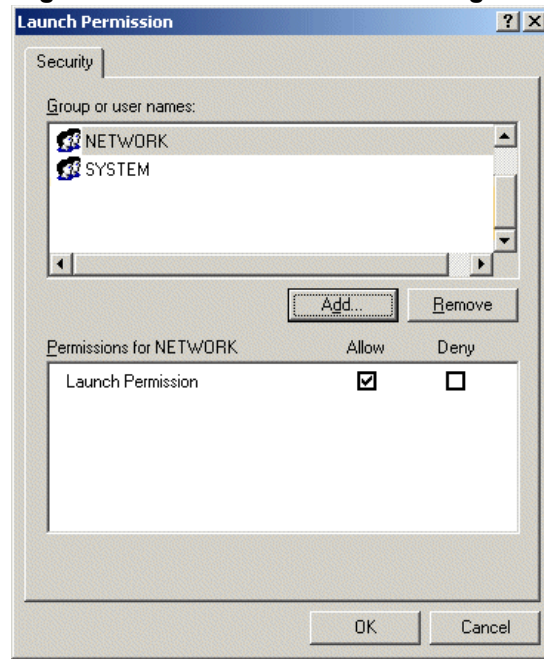 Launch Permission
Security
Group or user names:
NETWORK
SYSTEM
Add...
Remove
Permissions for NETWORK
Allow
Deny
Launch Permission
OK
Cancel